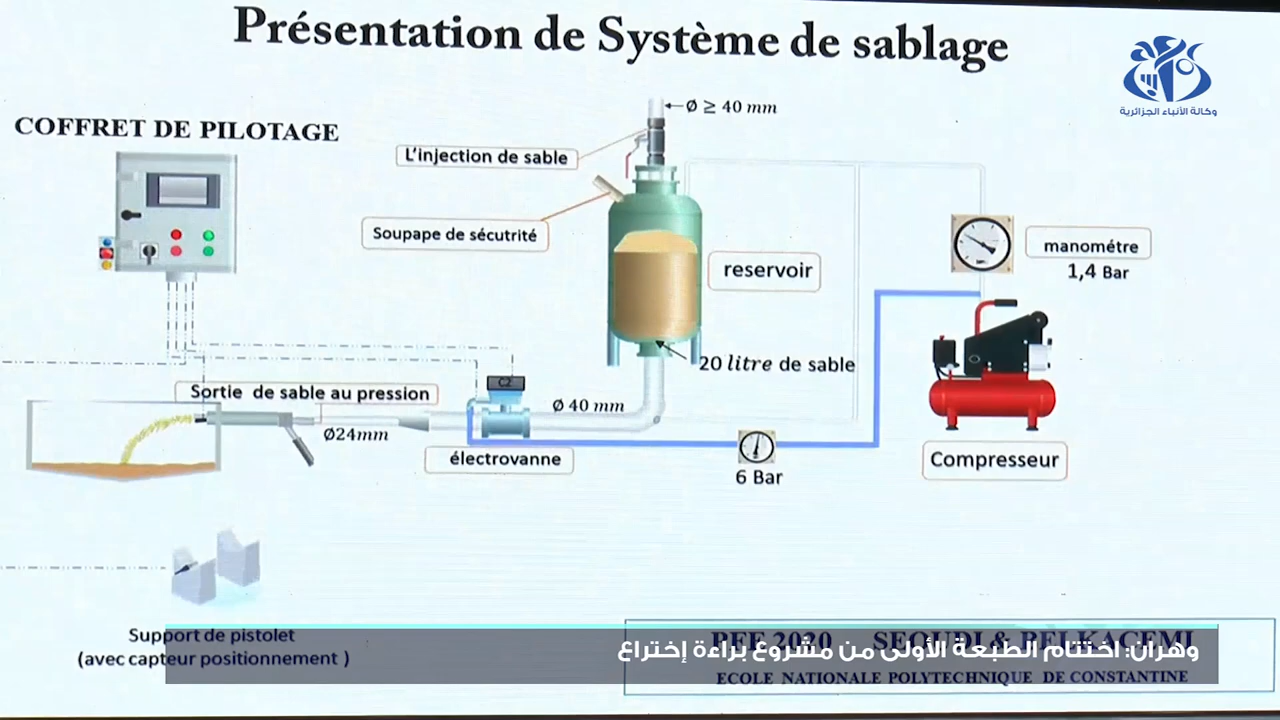 Présentation de Système de sablage
وكالة الأنباء الجزائرية
Ø ≥ 40 mm
COFFRET DE PILOTAGE
L'injection de sable
Soupape de sécutrité
manométre
1,4 Bar
reservoir
20 litre de sable
C2
Sortie de sable au pression
Ø 40 mm
Ø24mm
électrovanne
6 Bar
Compresseur
Support de pistolet
(avec capteur positionnement )
PFE 2020 SEOUDI & BELKACEMI
وهران: اختتام الطبعة الأولى من مشروع براءة إختراع
ECOLE NATIONALE POLYTECHNIQUE DE CONSTANTINE